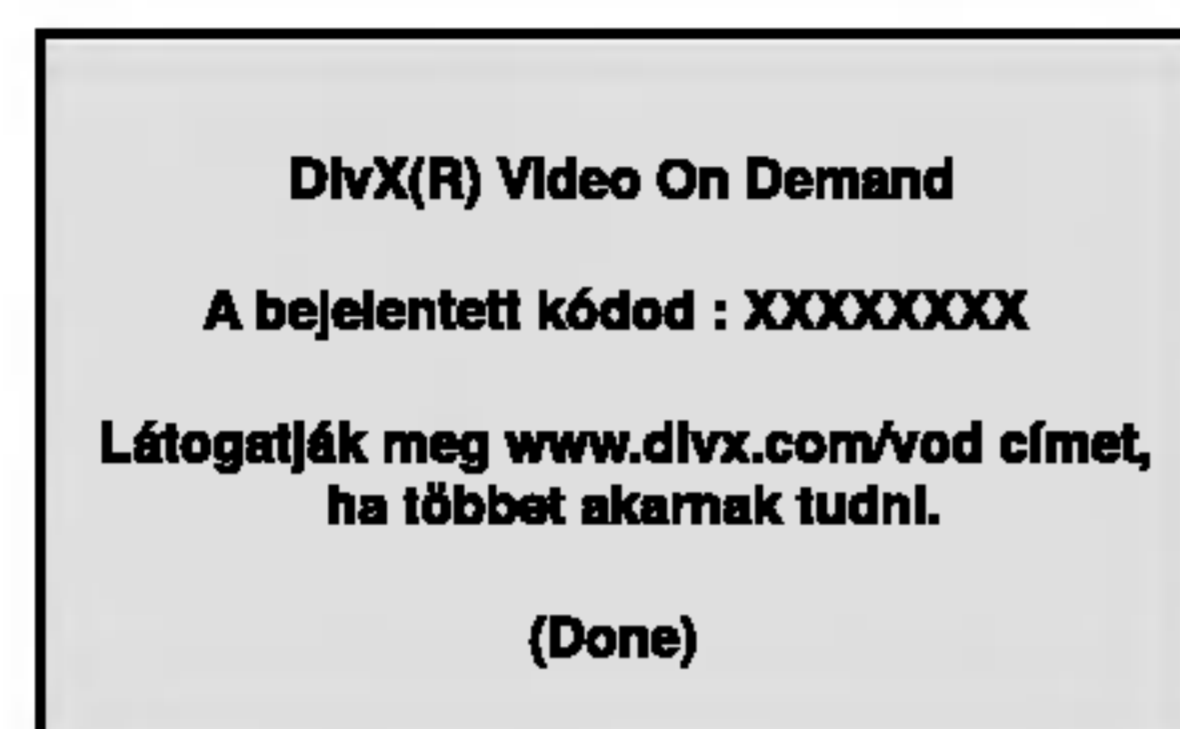 DivX(R) Video On Demand
A bejelentett kódod : XXXXXXXX
Látogatják meg www.divx.com/vod címet,
ha többet akarnak tudni.
(Done)